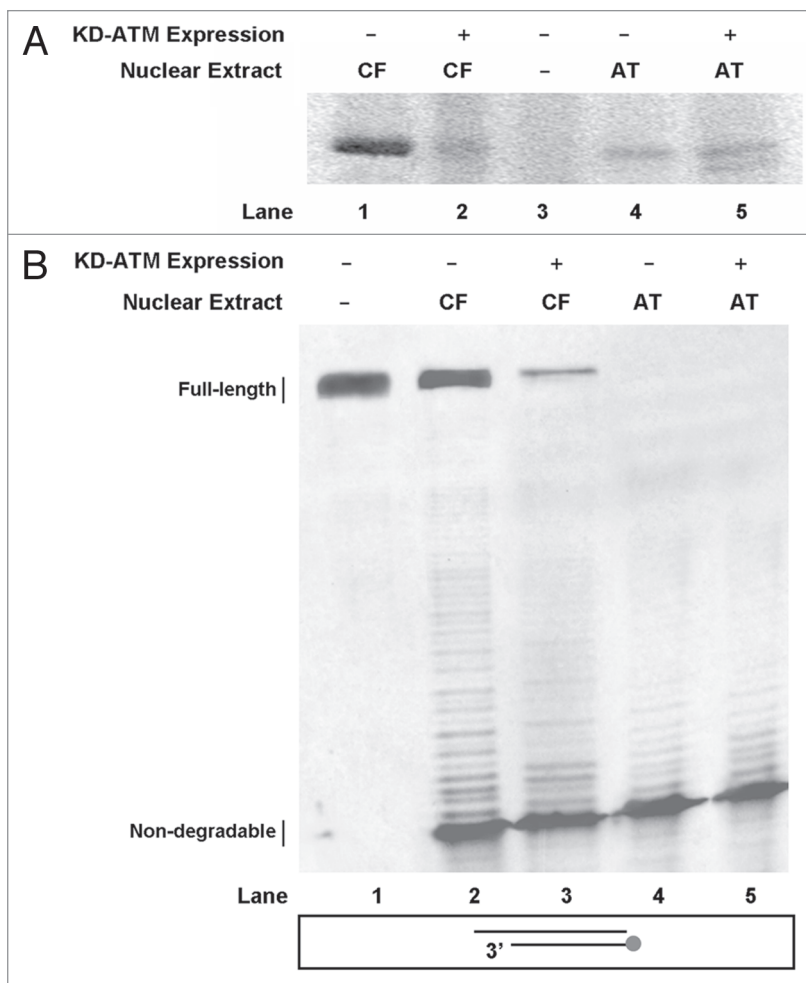 A
KD-ATM Expression – + – – +
Nuclear Extract CF CF – AT AT
Lane 1 2 3 4 5
B
KD-ATM Expression – – + – +
Nuclear Extract – CF CF AT AT
Full-length
Non-degradable
Lane 1 2 3 4 5
3’